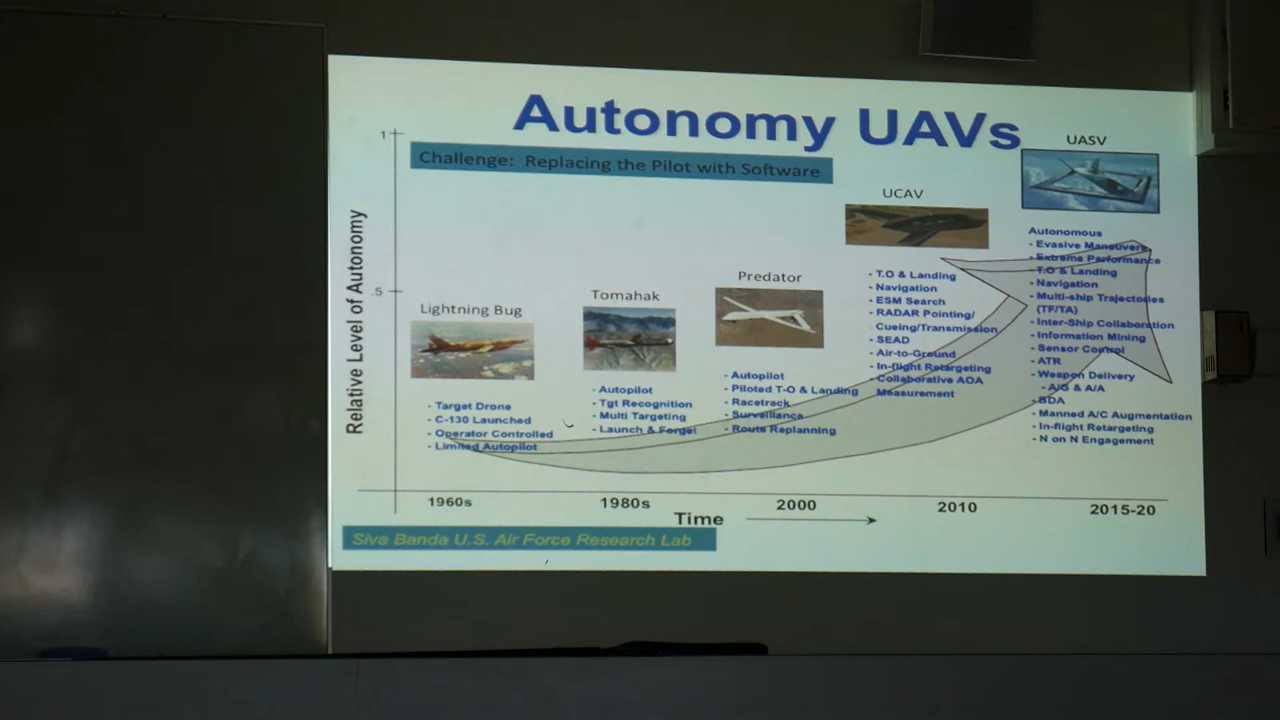 Autonomy UAVs
Challenge: Replacing the Pilot with Software
Relative Level of Autonomy
1
.5
Lightning Bug
- Target Drone
- C-130 Launched
- Operator Controlled
- Limited Autopilot
Tomahak
- Autopilot
- Tgt Recognition
- Multi Targeting
- Launch & Forget
Predator
- Autopilot
- Piloted T-O & Landing
- Racetrack
- Surveillance
- Route Replanning
UCAV
- T.O & Landing
- Navigation
- ESM Search
- RADAR Pointing/
Cueing/Transmission
- SEAD
- Air-to-Ground
- In-flight Retargeting
- Collaborative AOA
Measurement
UASV
Autonomous
- Evasive Maneuvers
- Extreme Performance
- T.O & Landing
- Navigation
- Multi-ship Trajectories
(TF/TA)
- Inter-Ship Collaboration
- Information Mining
- Sensor Control
- ATR
- Weapon Delivery
- A/G & A/A
- BDA
- Manned A/C Augmentation
- In-flight Retargeting
- N on N Engagement
1960s
1980s
2000
2010
2015-20
Time
Siva Banda U.S. Air Force Research Lab